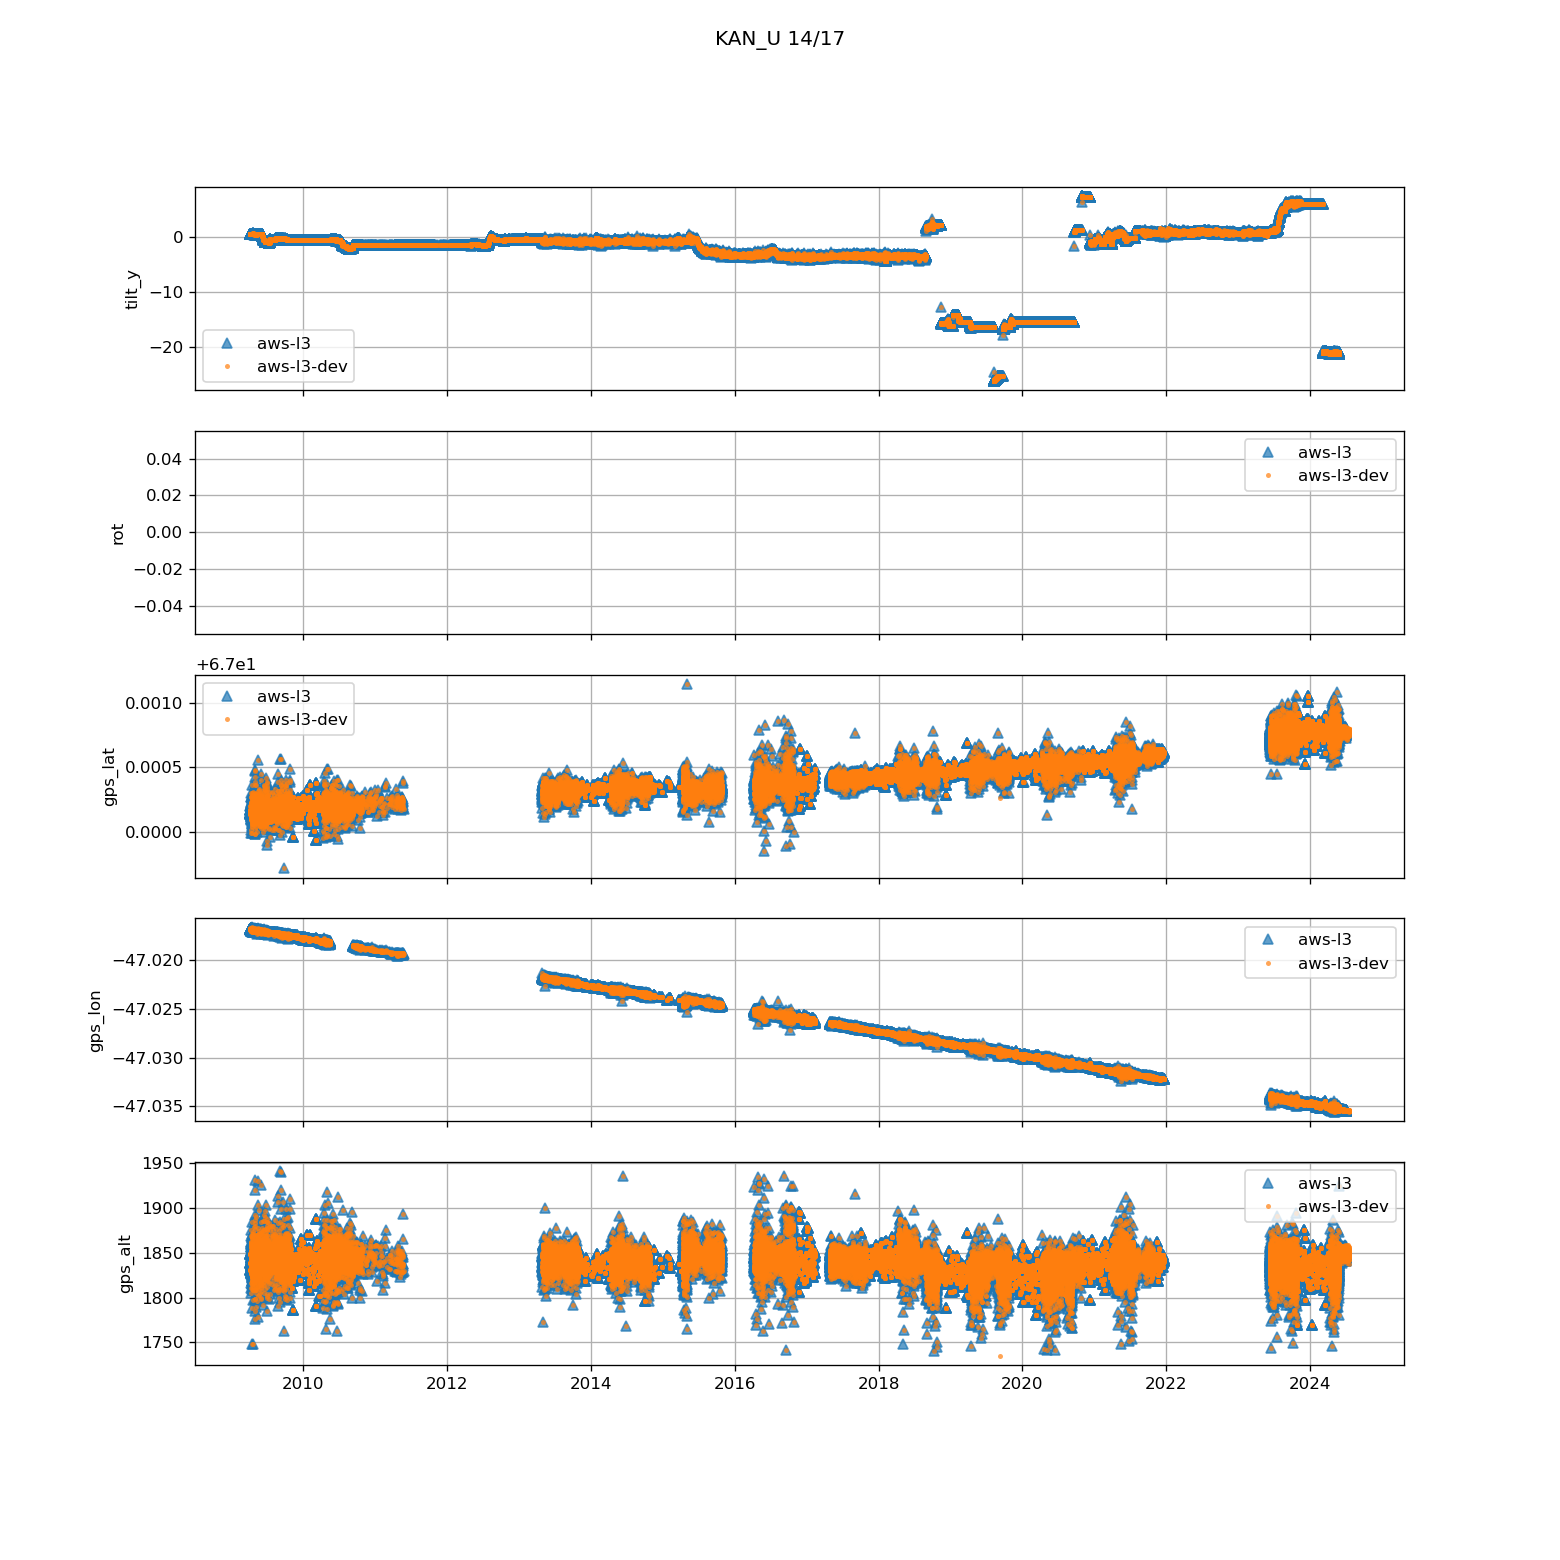 KAN_U 14/17
tilt_y
0
−10
−20
aws-l3
aws-l3-dev
rot
0.04
0.02
0.00
−0.02
−0.04
aws-l3
aws-l3-dev
+6.7e1
gps_lat
0.0010
0.0005
0.0000
aws-l3
aws-l3-dev
gps_lon
−47.020
−47.025
−47.030
−47.035
aws-l3
aws-l3-dev
gps_alt
1950
1900
1850
1800
1750
aws-l3
aws-l3-dev
2010 2012 2014 2016 2018 2020 2022 2024